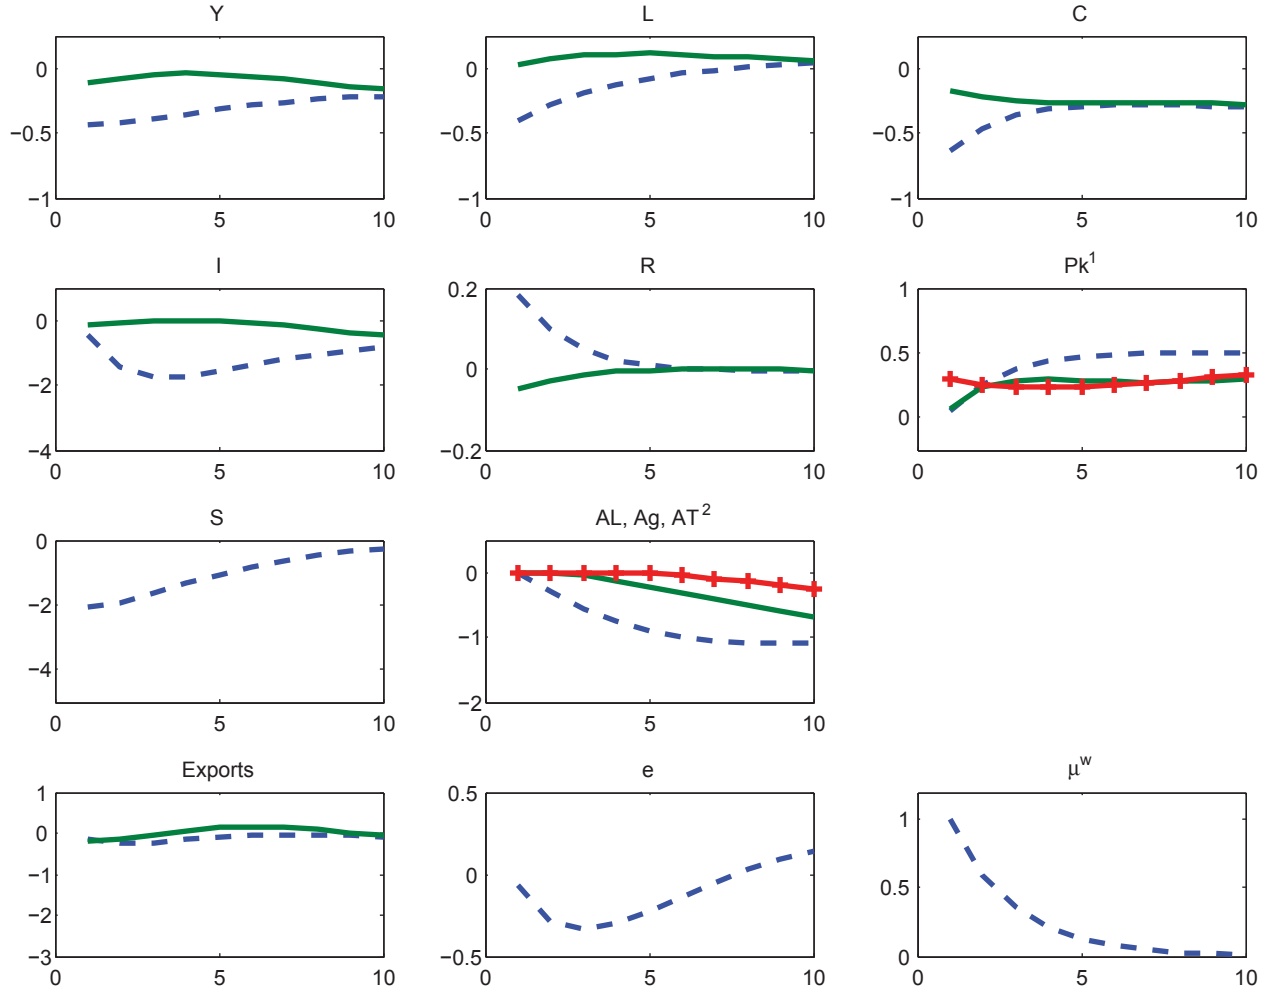 Y L C
0 0 0
−0.5 −0.5 −0.5
−1 −1 −1
0 5 10 0 5 10 0 5 10
I R Pk¹
0.2 1
0 0 0.5
−2 0
−4 −0.2
0 5 10 0 5 10 0 5 10
S AL, Ag, AT²
0 0
−2 −1
−4 −2
0 5 10 0 5 10
Exports e μʷ
1 0.5 1
0
−1 0 0.5
−2
−3 −0.5 0
0 5 10 0 5 10 0 5 10